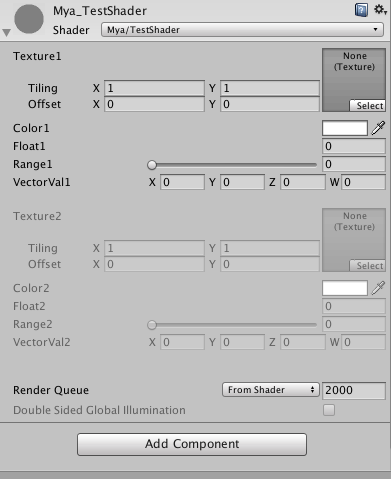 Mya_TestShader
Shader Mya/TestShader
Texture1 None
(Texture)
Tiling X 1 Y 1
Offset X 0 Y 0 Select
Color1
Float1 0
Range1 0
VectorVal1 X 0 Y 0 Z 0 W 0
Texture2 None
(Texture)
Tiling X 1 Y 1
Offset X 0 Y 0 Select
Color2
Float2 0
Range2 0
VectorVal2 X 0 Y 0 Z 0 W 0
Render Queue From Shader 2000
Double Sided Global Illumination
Add Component